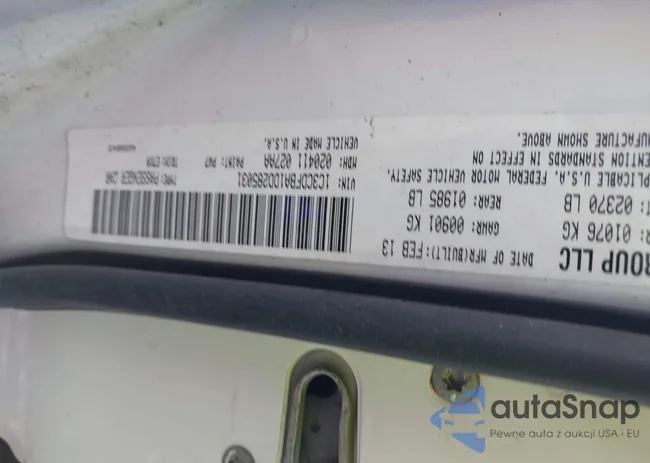 ROUP LLC DATE OF MFR(BUILT): FEB 13
: 01076 KG GAWR: 00901 KG
T: 02370 LB REAR: 01985 LB
PLICABLE U.S.A. FEDERAL MOTOR VEHICLE SAFETY,
ENTION STANDARDS IN EFFECT ON
UFACTURE SHOWN ABOVE.
VIN: 1C3CDFBA1DD285031 TYPE: PASSENGER CAR
MDH: 020411 027AA PAINT: PW7 TRIM:
VEHICLE MADE IN U.S.A.
autaSnap
Pewne auta z aukcji USA i EU